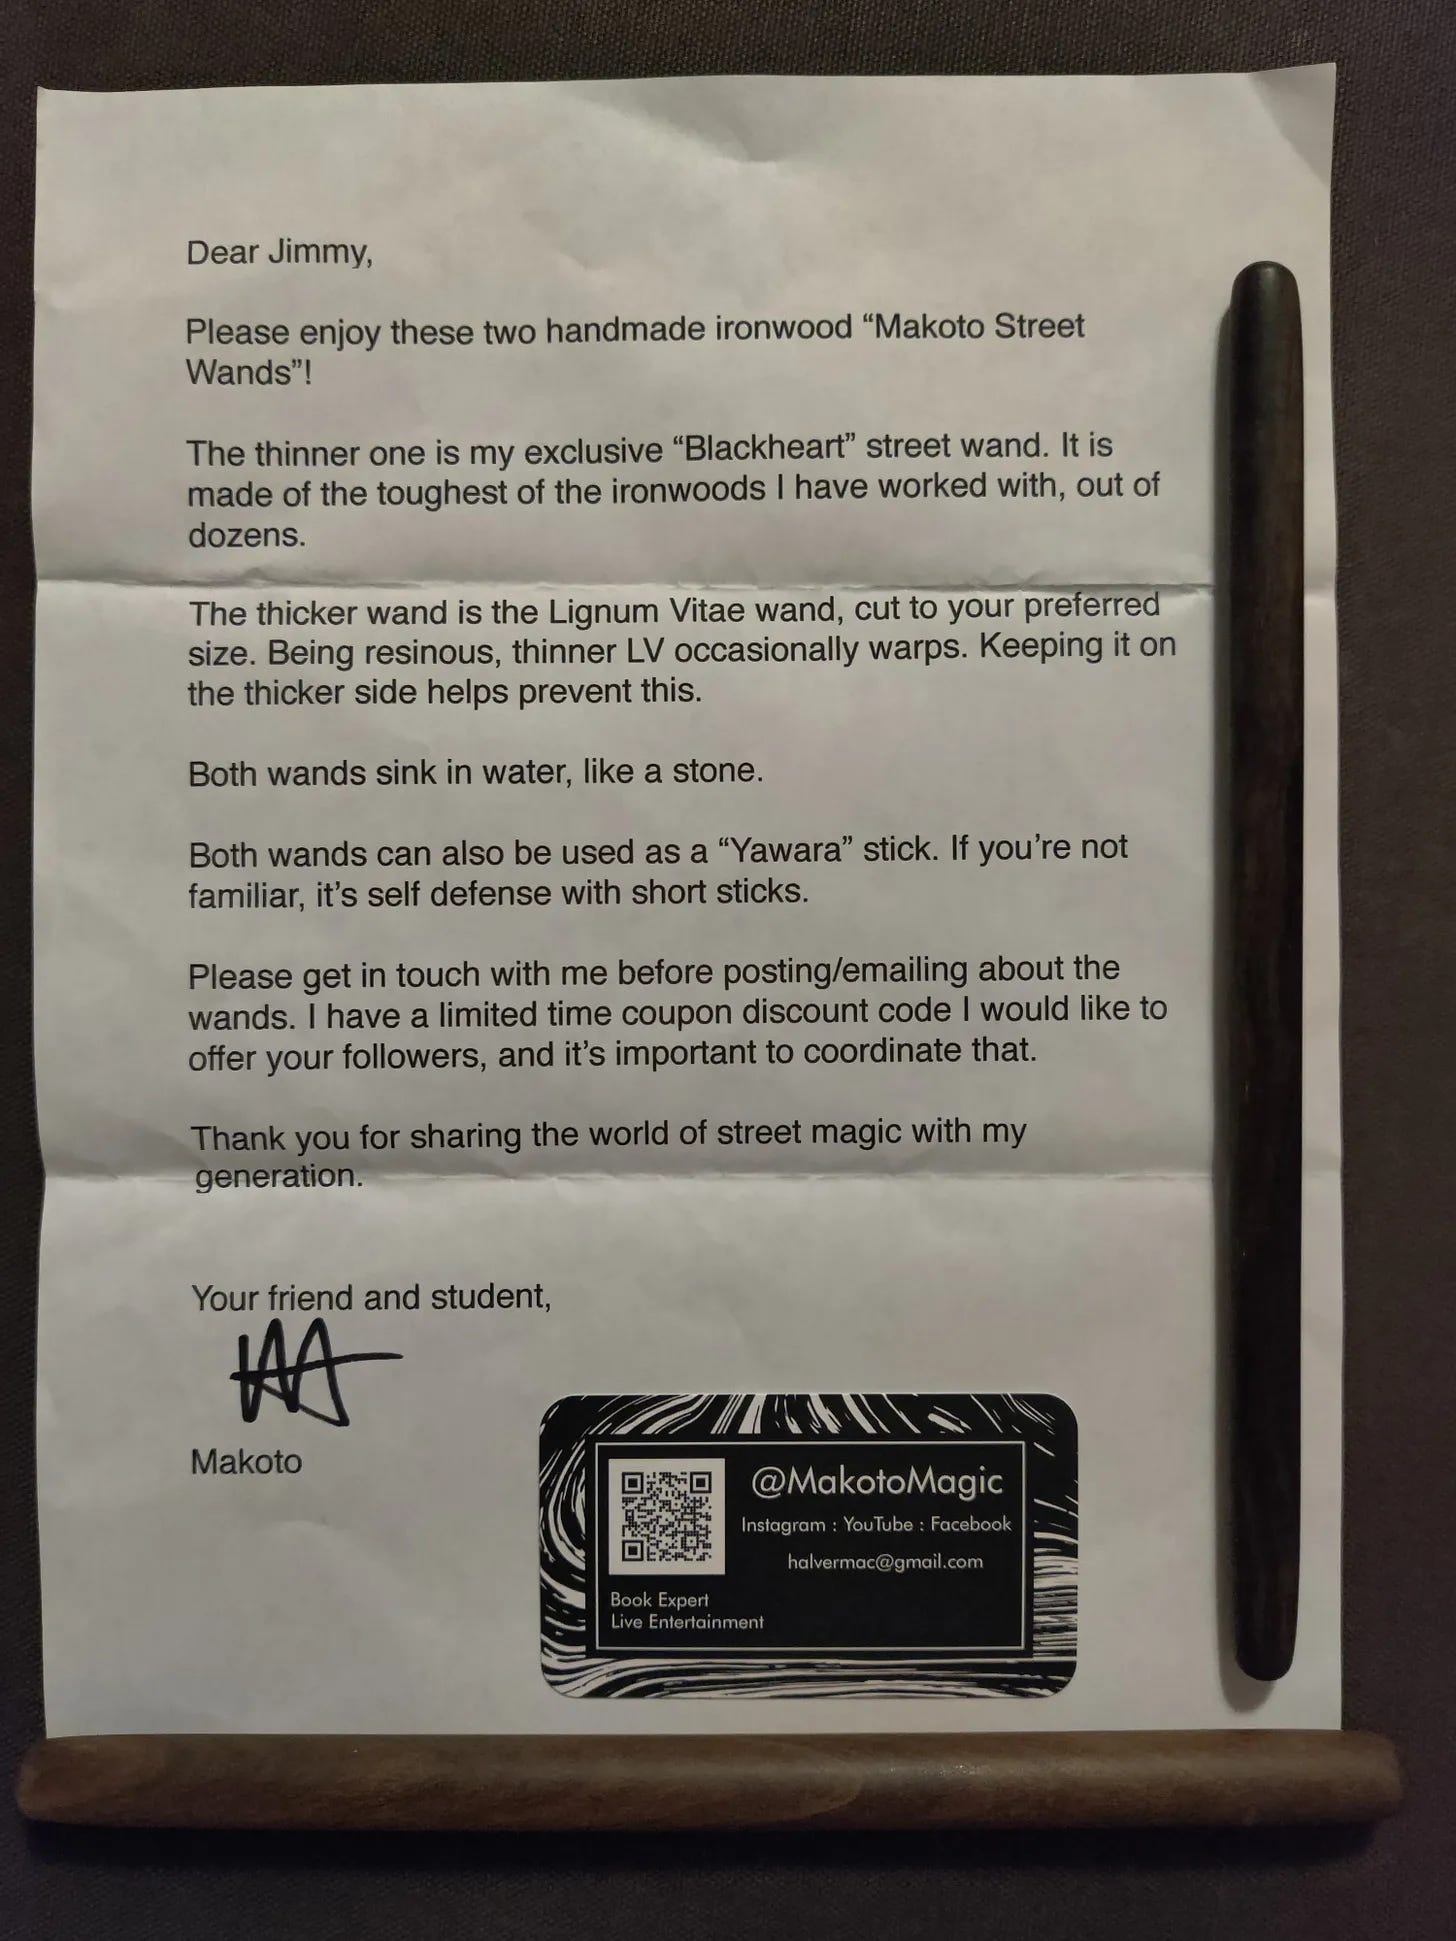 Dear Jimmy,
Please enjoy these two handmade ironwood “Makoto Street
Wands”!
The thinner one is my exclusive “Blackheart” street wand. It is
made of the toughest of the ironwoods I have worked with, out of
dozens.
The thicker wand is the Lignum Vitae wand, cut to your preferred
size. Being resinous, thinner LV occasionally warps. Keeping it on
the thicker side helps prevent this.
Both wands sink in water, like a stone.
Both wands can also be used as a “Yawara” stick. If you’re not
familiar, it’s self defense with short sticks.
Please get in touch with me before posting/emailing about the
wands. I have a limited time coupon discount code I would like to
offer your followers, and it’s important to coordinate that.
Thank you for sharing the world of street magic with my
generation.
Your friend and student,
Makoto
@MakotoMagic
Instagram : YouTube : Facebook
halvermac@gmail.com
Book Expert
Live Entertainment